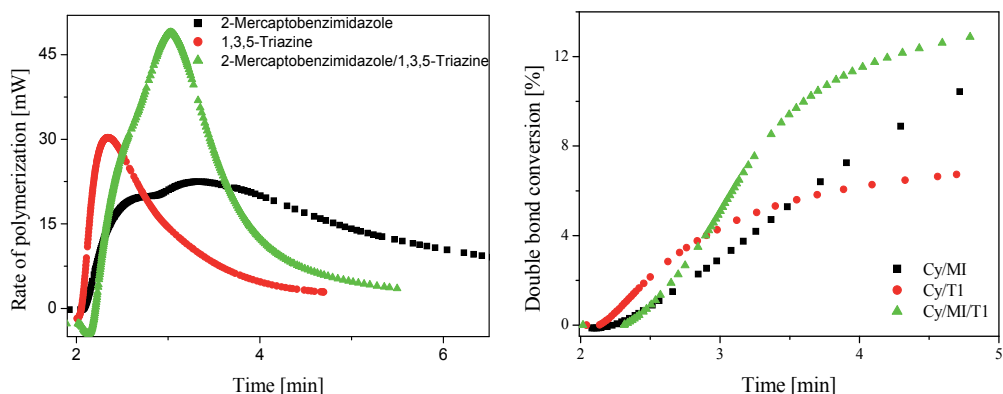 Rate of polymerization [mW]
45
30
15
0
2
4
6
Time [min]
2-Mercaptobenzimidazole
1,3,5-Triazine
2-Mercaptobenzimidazole/1,3,5-Triazine
Double bond conversion [%]
12
8
4
0
2
3
4
5
Time [min]
Cy/MI
Cy/T1
Cy/MI/T1